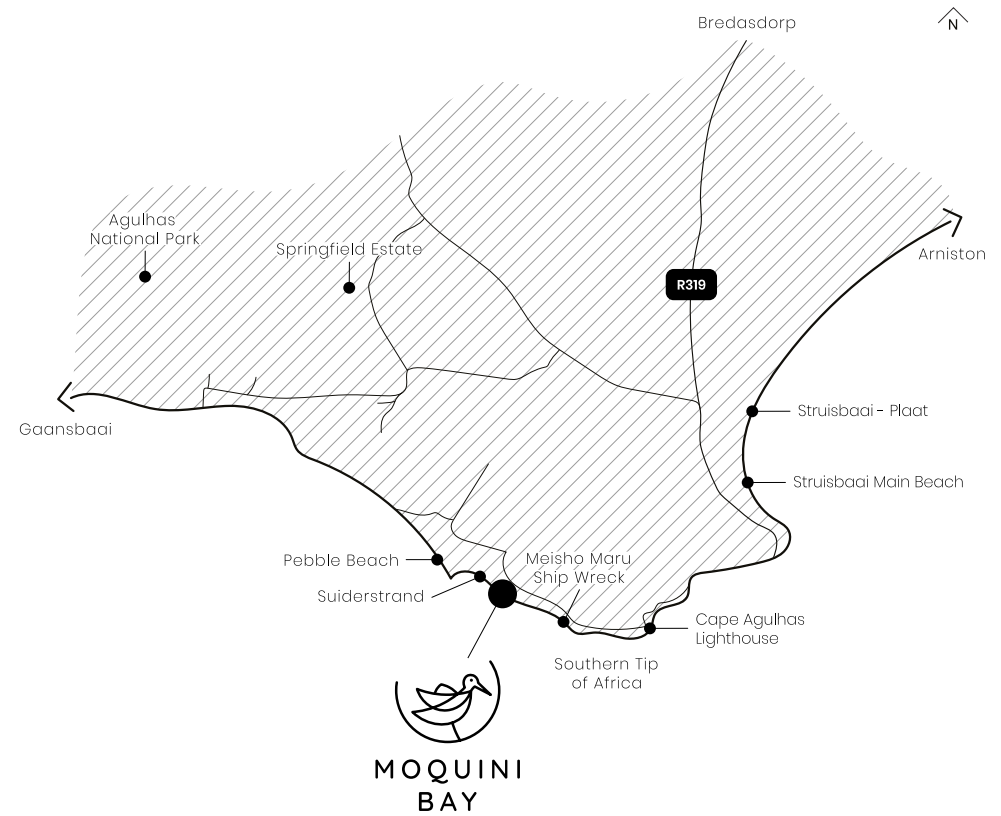 Bredasdorp
N
Agulhas
National Park
Springfield Estate
Arniston
R319
Gaansbaai
Struisbaai - Plaat
Struisbaai Main Beach
Pebble Beach
Meisho Maru
Ship Wreck
Suiderstrand
Cape Agulhas
Lighthouse
Southern Tip
of Africa
MOQUINI
BAY